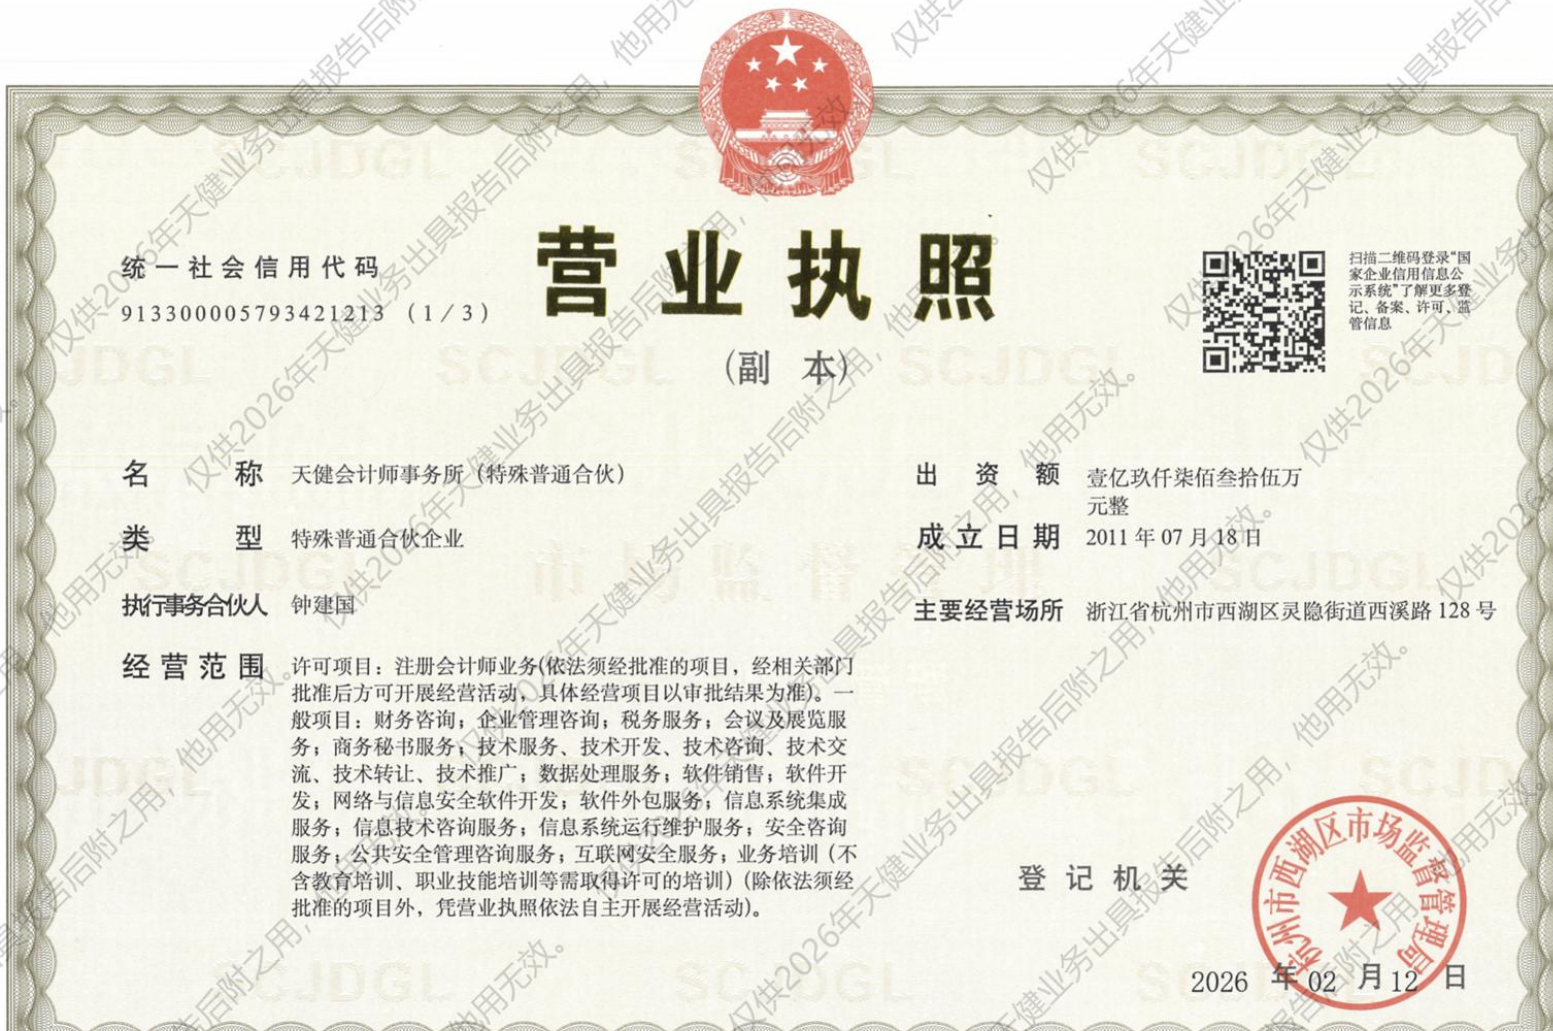 营业执照
(副 本)
统一社会信用代码
913300005793421213 (1/3)
扫描二维码登录“国
家企业信用信息公
示系统”了解更多登
记、备案、许可、监
管信息
名 称 天健会计师事务所（特殊普通合伙）
类 型 特殊普通合伙企业
执行事务合伙人 钟建国
经营范围 许可项目：注册会计师业务(依法须经批准的项目，经相关部门
批准后方可开展经营活动，具体经营项目以审批结果为准)。一
般项目：财务咨询；企业管理咨询；税务服务；会议及展览服
务；商务秘书服务；技术服务、技术开发、技术咨询、技术交
流、技术转让、技术推广；数据处理服务；软件销售；软件开
发；网络与信息安全软件开发；软件外包服务；信息系统集成
服务；信息技术咨询服务；信息系统运行维护服务；安全咨询
服务；公共安全管理咨询服务；互联网安全服务；业务培训（不
含教育培训、职业技能培训等需取得许可的培训）(除依法须经
批准的项目外，凭营业执照依法自主开展经营活动)。
出资额 壹亿玖仟柒佰叁拾伍万
元整
成立日期 2011年07月18日
主要经营场所 浙江省杭州市西湖区灵隐街道西溪路128号
登记机关
杭州市西湖区市场监督管理局
2026 年 02 月 12 日
仅供2026年天健业务出具报告后附之用，他用无效。
SCJDGL
市场监督管理